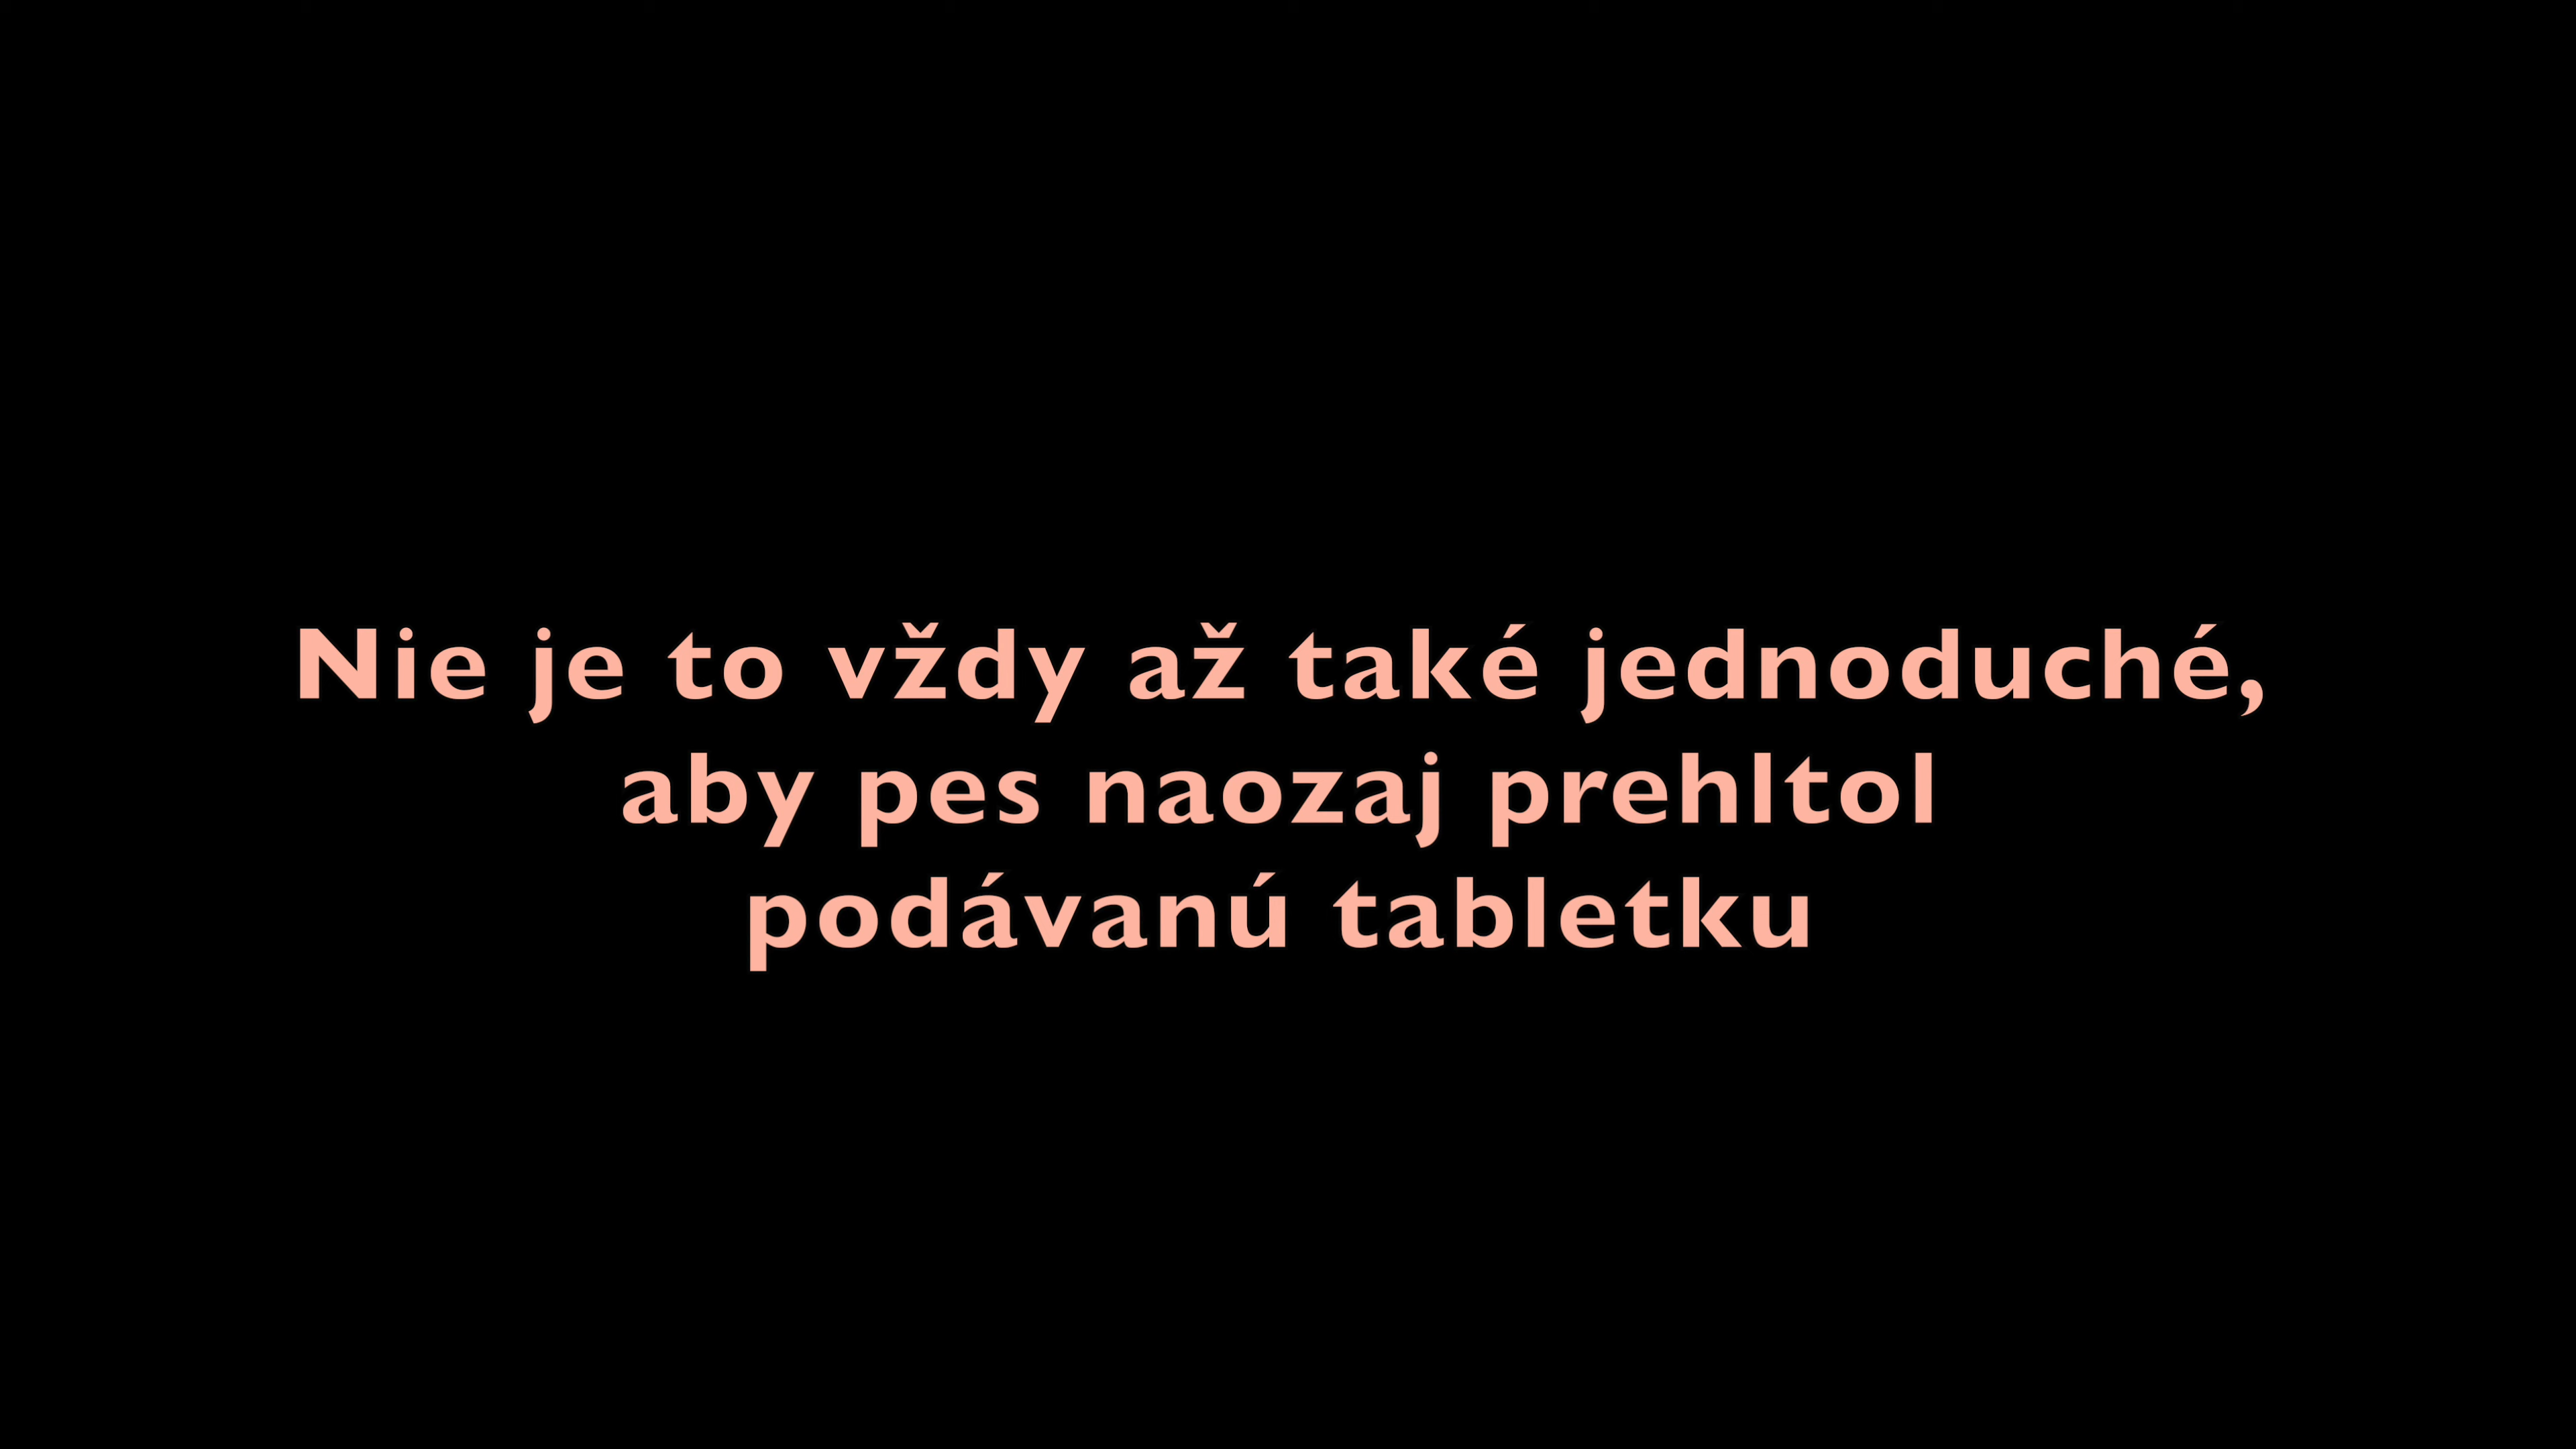 Nie je to vždy až také jednoduché,
aby pes naozaj prehltol
podávanú tabletku